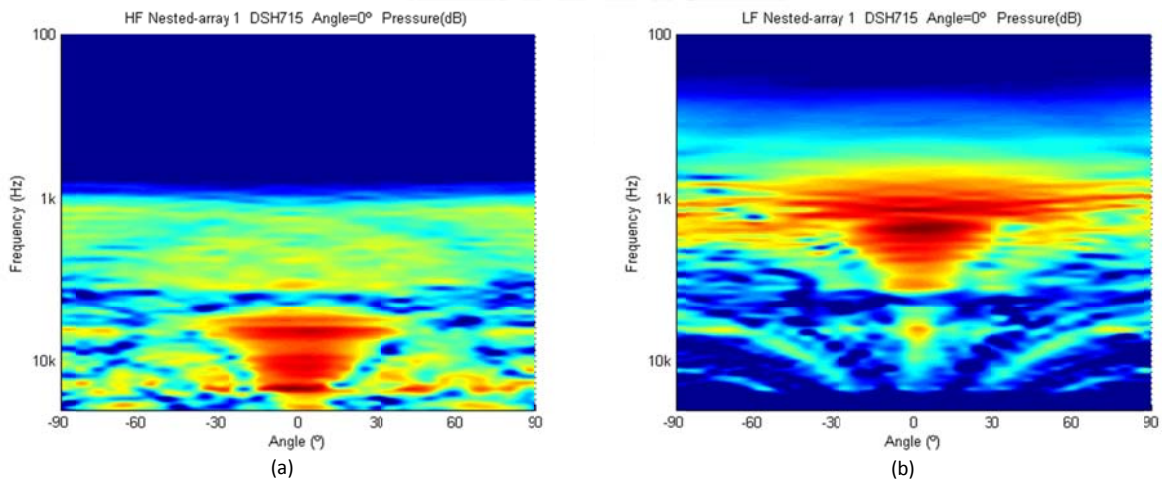 HF Nested-array 1 DSH715 Angle=0º Pressure(dB)
100
1k
10k
Frequency (Hz)
-90 -60 -30 0 30 60 90
Angle (º)
(a)
LF Nested-array 1 DSH715 Angle=0º Pressure(dB)
100
1k
10k
Frequency (Hz)
-90 -60 -30 0 30 60 90
Angle (º)
(b)